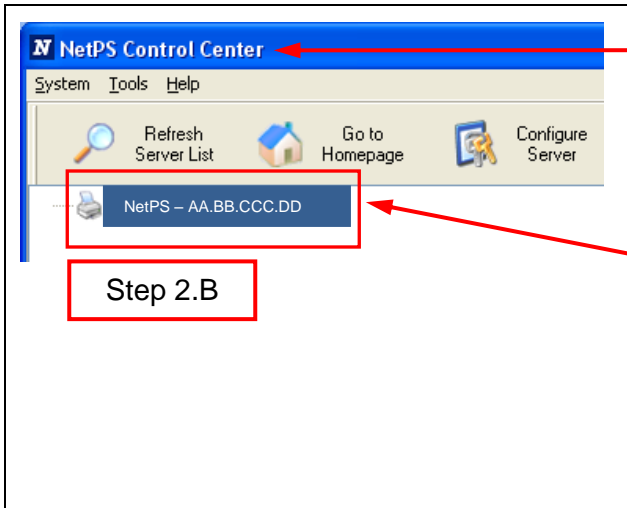 NetPS Control Center
System Tools Help
Refresh Server List
Go to Homepage
Configure Server
NetPS – AA.BB.CCC.DD
Step 2.B